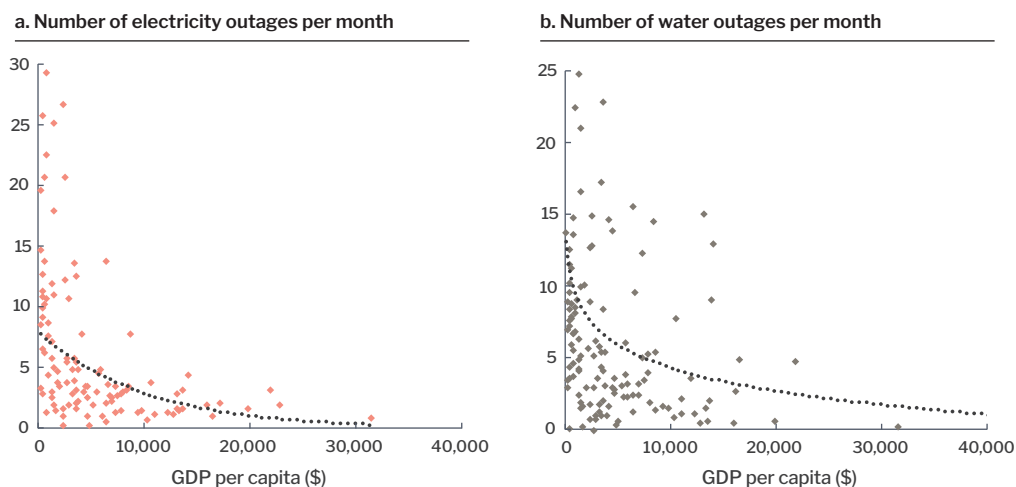 a. Number of electricity outages per month
30
25
20
15
10
5
0
0 10,000 20,000 30,000 40,000
GDP per capita ($)
b. Number of water outages per month
25
20
15
10
5
0
0 10,000 20,000 30,000 40,000
GDP per capita ($)